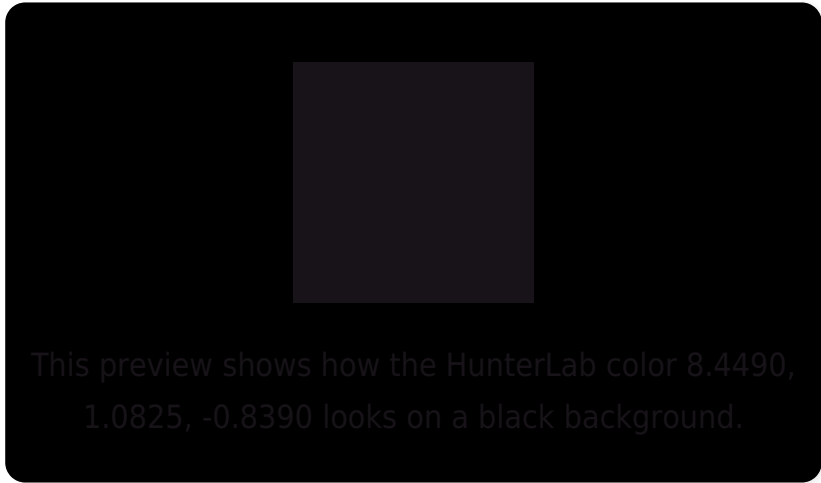 This preview shows how the HunterLab color 8.4490,
1.0825, -0.8390 looks on a black background.